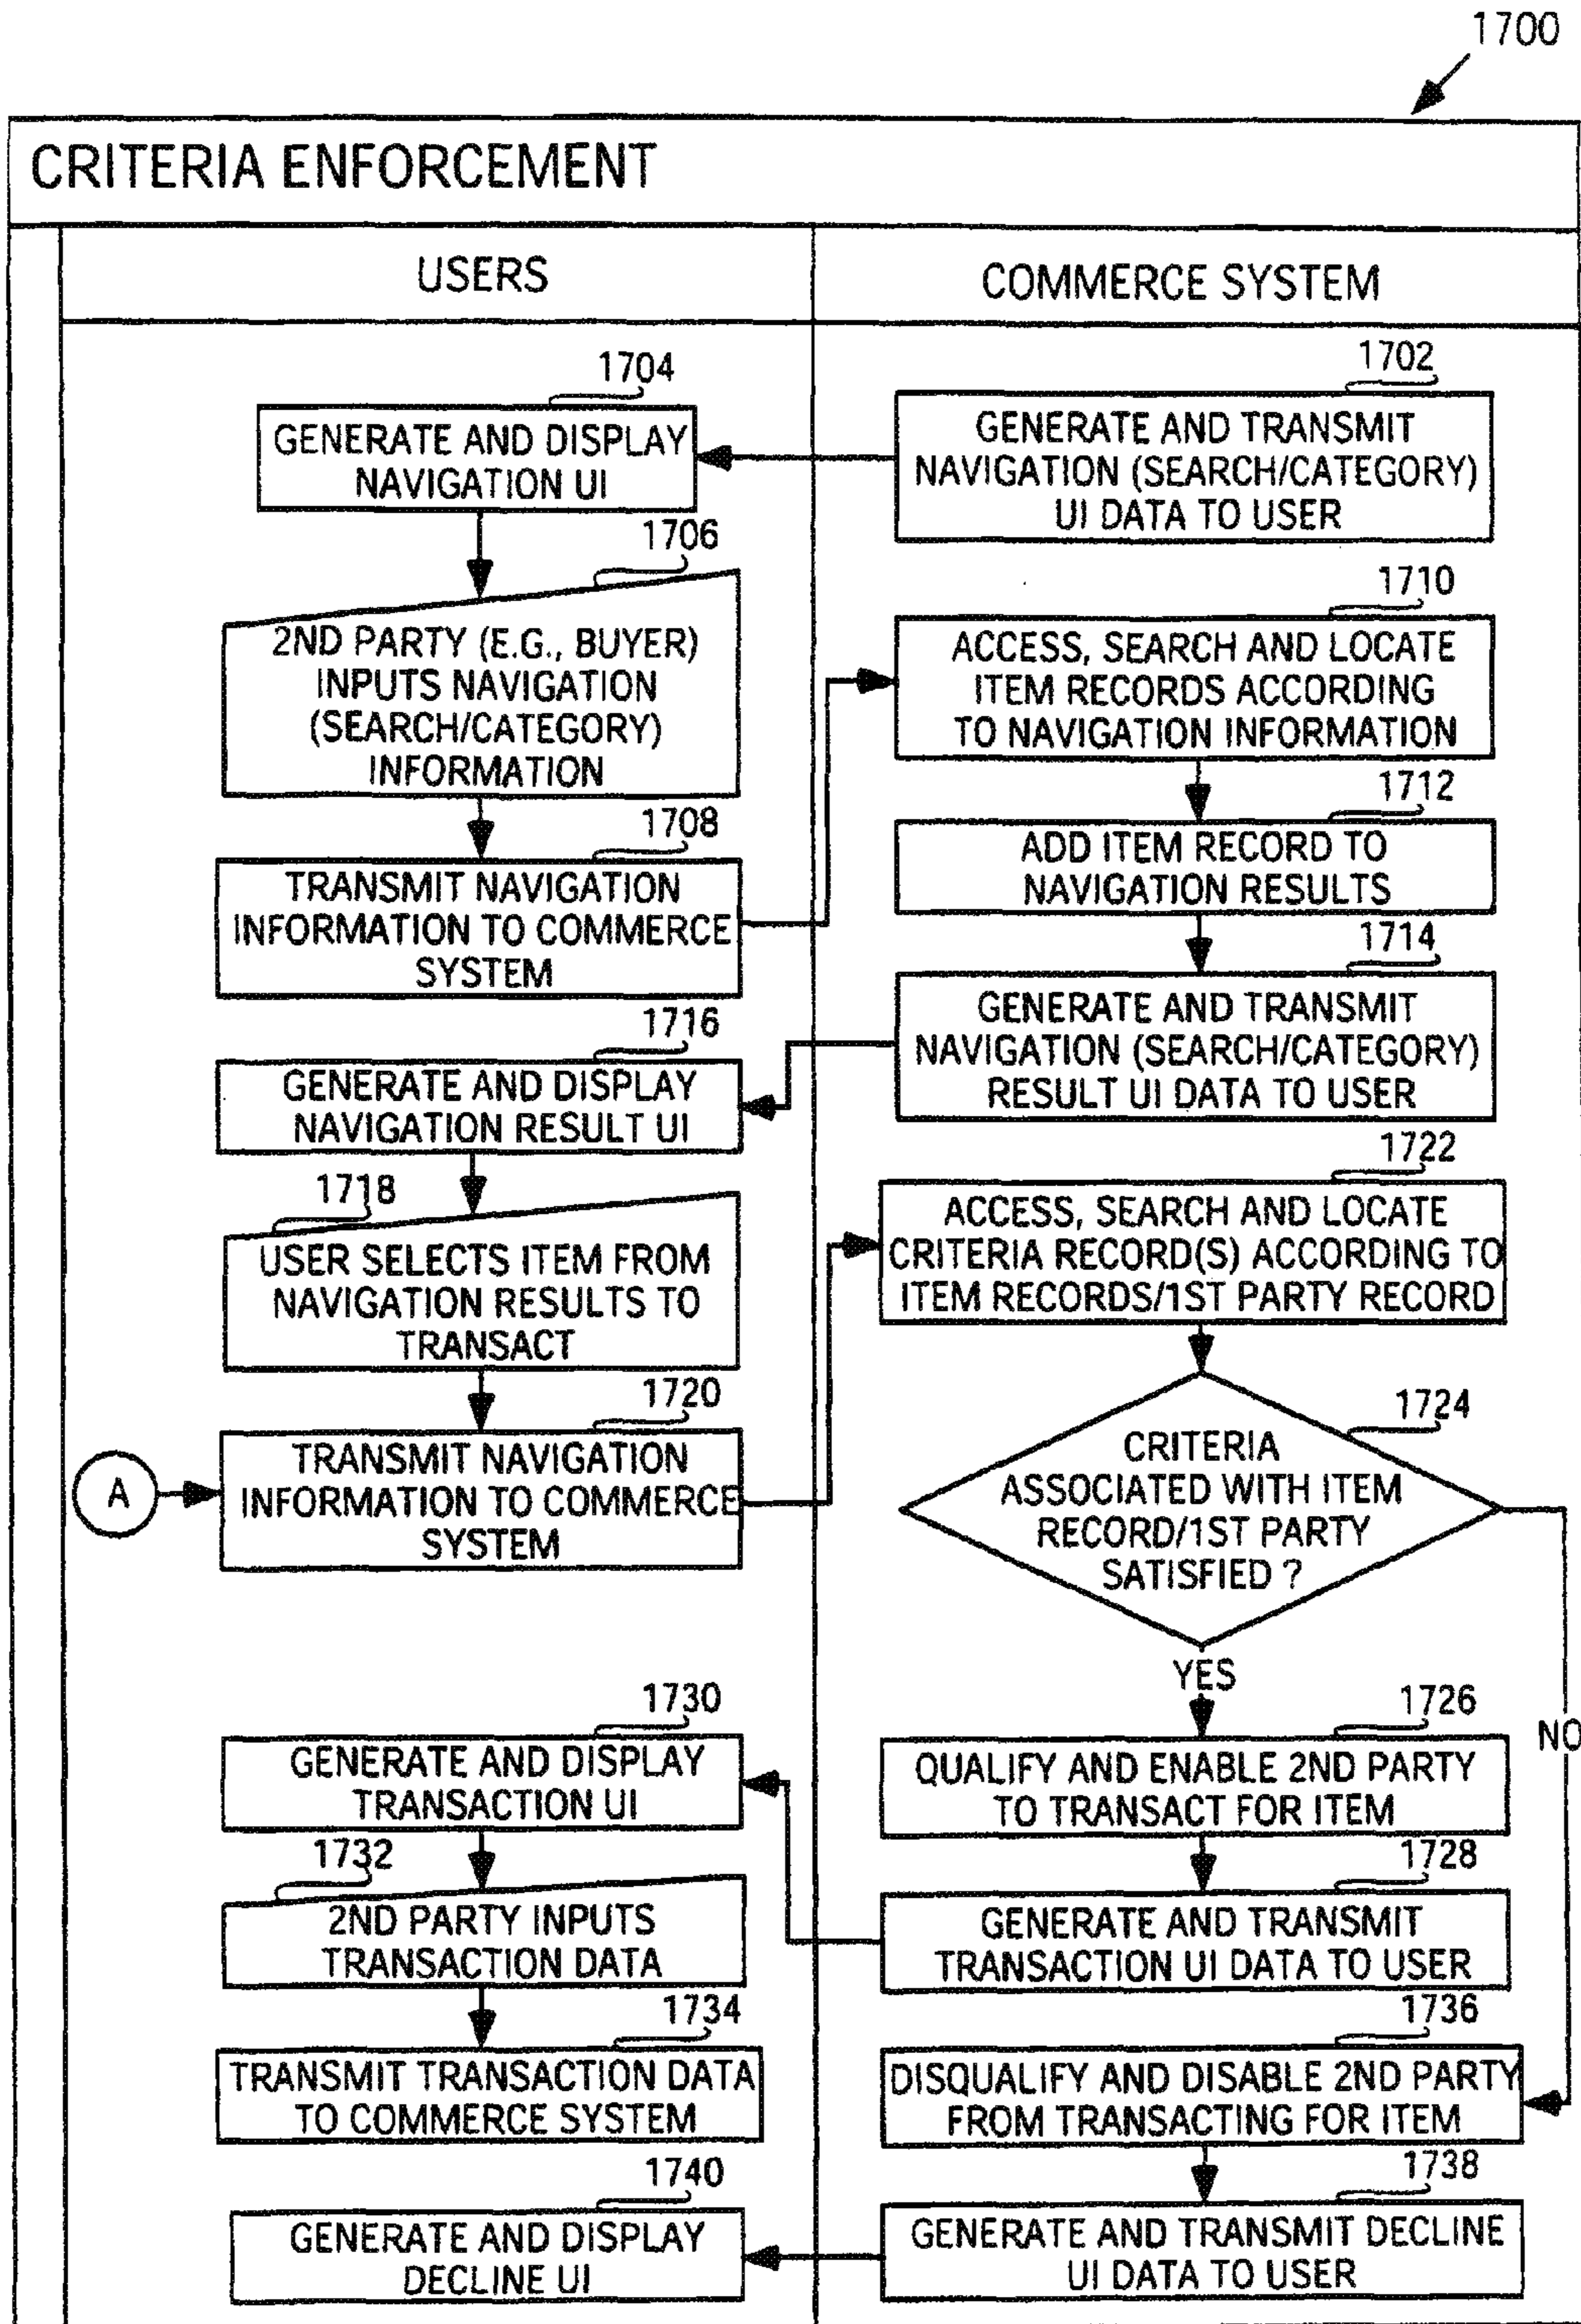 1700
CRITERIA ENFORCEMENT
USERS
COMMERCE SYSTEM
1704
GENERATE AND DISPLAY
NAVIGATION UI
1702
GENERATE AND TRANSMIT
NAVIGATION (SEARCH/CATEGORY)
UI DATA TO USER
1706
2ND PARTY (E.G., BUYER)
INPUTS NAVIGATION
(SEARCH/CATEGORY)
INFORMATION
1708
TRANSMIT NAVIGATION
INFORMATION TO COMMERCE
SYSTEM
1710
ACCESS, SEARCH AND LOCATE
ITEM RECORDS ACCORDING
TO NAVIGATION INFORMATION
1712
ADD ITEM RECORD TO
NAVIGATION RESULTS
1714
GENERATE AND TRANSMIT
NAVIGATION (SEARCH/CATEGORY)
RESULT UI DATA TO USER
1716
GENERATE AND DISPLAY
NAVIGATION RESULT UI
1718
USER SELECTS ITEM FROM
NAVIGATION RESULTS TO
TRANSACT
1720
A
TRANSMIT NAVIGATION
INFORMATION TO COMMERCE
SYSTEM
1722
ACCESS, SEARCH AND LOCATE
CRITERIA RECORD(S) ACCORDING TO
ITEM RECORDS/1ST PARTY RECORD
1724
CRITERIA
ASSOCIATED WITH ITEM
RECORD/1ST PARTY
SATISFIED ?
YES
NO
1726
QUALIFY AND ENABLE 2ND PARTY
TO TRANSACT FOR ITEM
1728
GENERATE AND TRANSMIT
TRANSACTION UI DATA TO USER
1730
GENERATE AND DISPLAY
TRANSACTION UI
1732
2ND PARTY INPUTS
TRANSACTION DATA
1734
TRANSMIT TRANSACTION DATA
TO COMMERCE SYSTEM
1736
DISQUALIFY AND DISABLE 2ND PARTY
FROM TRANSACTING FOR ITEM
1738
GENERATE AND TRANSMIT DECLINE
UI DATA TO USER
1740
GENERATE AND DISPLAY
DECLINE UI